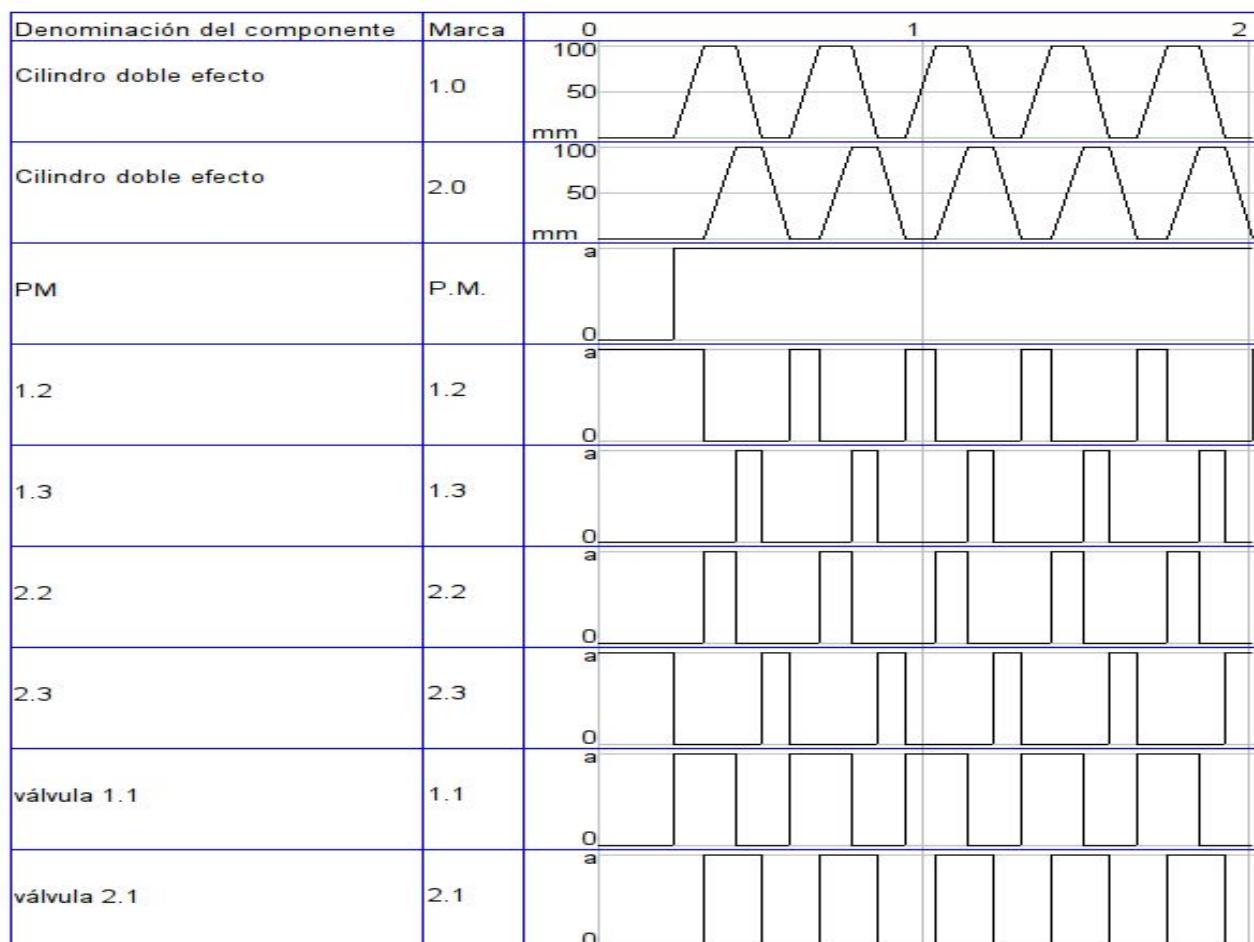 Denominación del componente Marca 0 1 2
Cilindro doble efecto 1.0 100 50 mm
Cilindro doble efecto 2.0 100 50 mm
PM P.M. a 0
1.2 1.2 a 0
1.3 1.3 a 0
2.2 2.2 a 0
2.3 2.3 a 0
válvula 1.1 1.1 a 0
válvula 2.1 2.1 a 0